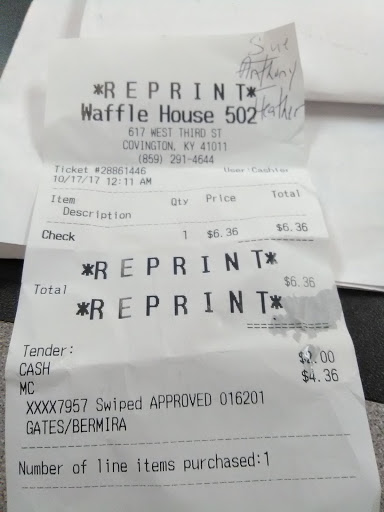 Sue
Anthony
Heather
*REPRINT*
Waffle House 502
617 WEST THIRD ST
COVINGTON, KY 41011
(859) 291-4644
Ticket #28861446 User:Cashier
10/17/17 12:11 AM
Item Qty Price Total
Description
Check 1 $6.36 $6.36
*REPRINT*
Total $6.36
*REPRINT*
Tender:
CASH $2.00
MC $4.36
XXXX7957 Swiped APPROVED 016201
GATES/BERMIRA
Number of line items purchased:1